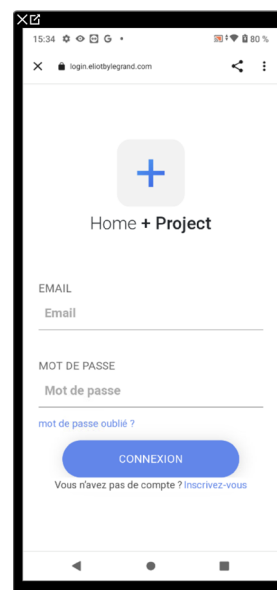 15:34 G 80 %
login.eliotbylegrand.com
Home + Project
EMAIL
Email
MOT DE PASSE
Mot de passe
mot de passe oublié ?
CONNEXION
Vous n'avez pas de compte ? Inscrivez-vous